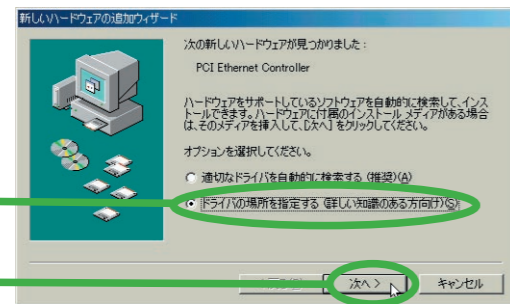 新しいハードウェアの追加ウィザード
次の新しいハードウェアが見つかりました:
PCI Ethernet Controller
ハードウェアをサポートしているソフトウェアを自動的に検索して、インス
トールできます。ハードウェアに付属のインストール メディアがある場合
は、そのメディアを挿入して、[次へ] をクリックしてください。
オプションを選択してください。
適切なドライバを自動的に検索する (推奨)(A)
ドライバの場所を指定する (詳しい知識のある方向け)(S)
次へ >
キャンセル